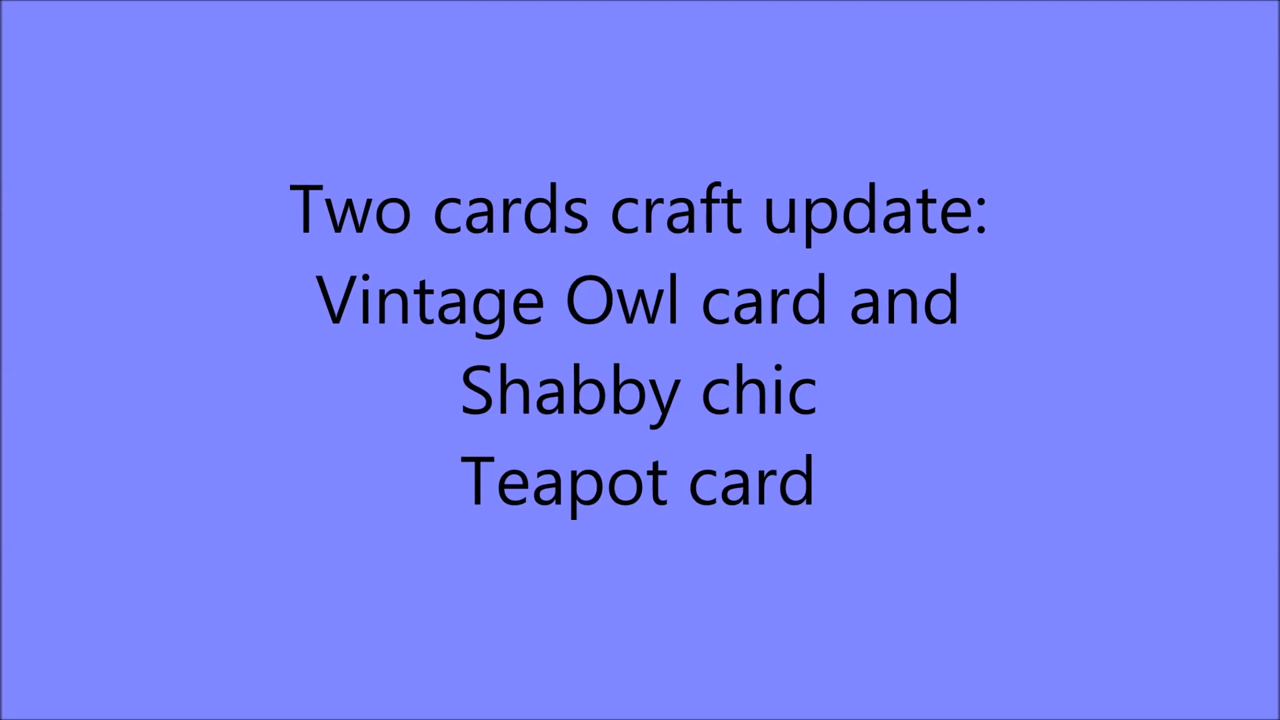 Two cards craft update:
Vintage Owl card and
Shabby chic
Teapot card